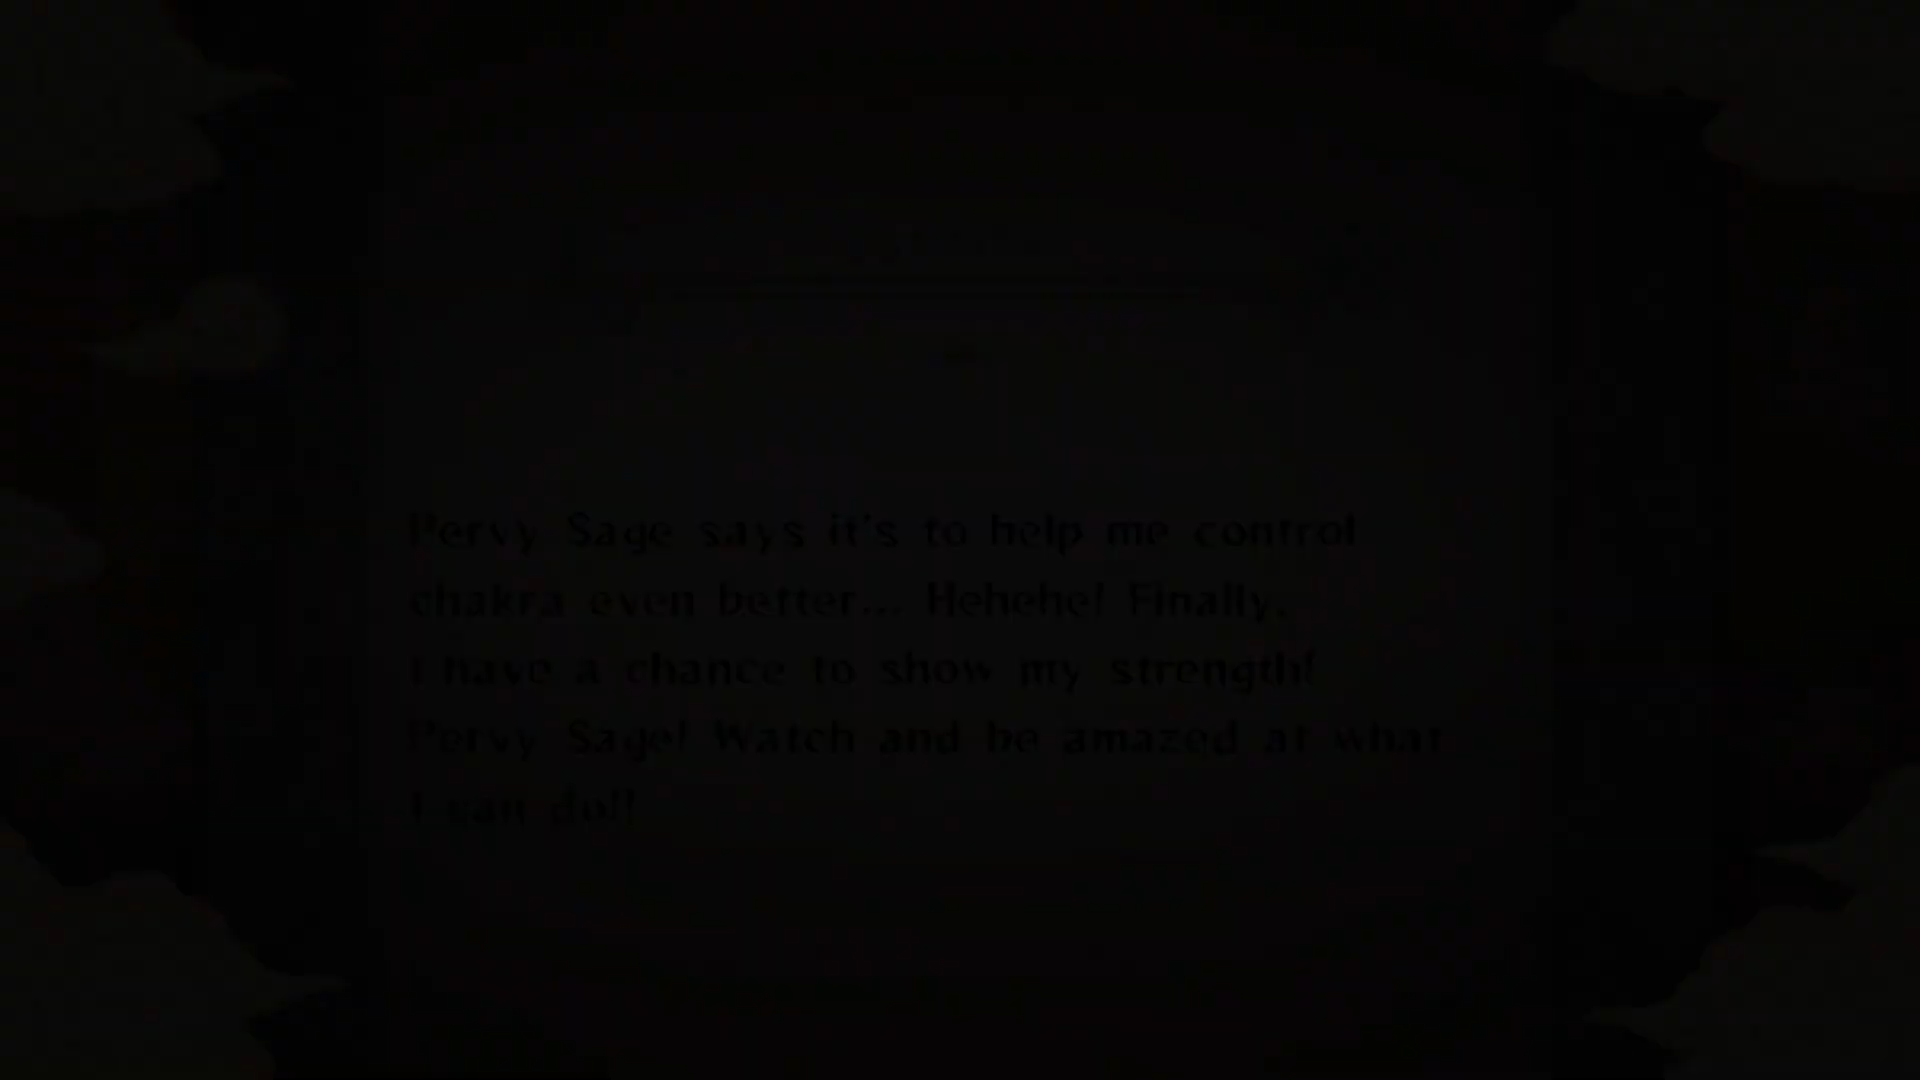 Pervy Sage says it's to help me control
chakra even better... Hehehe! Finally,
I have a chance to show my strength!
Pervy Sage! Watch and be amazed at what
I can do!!